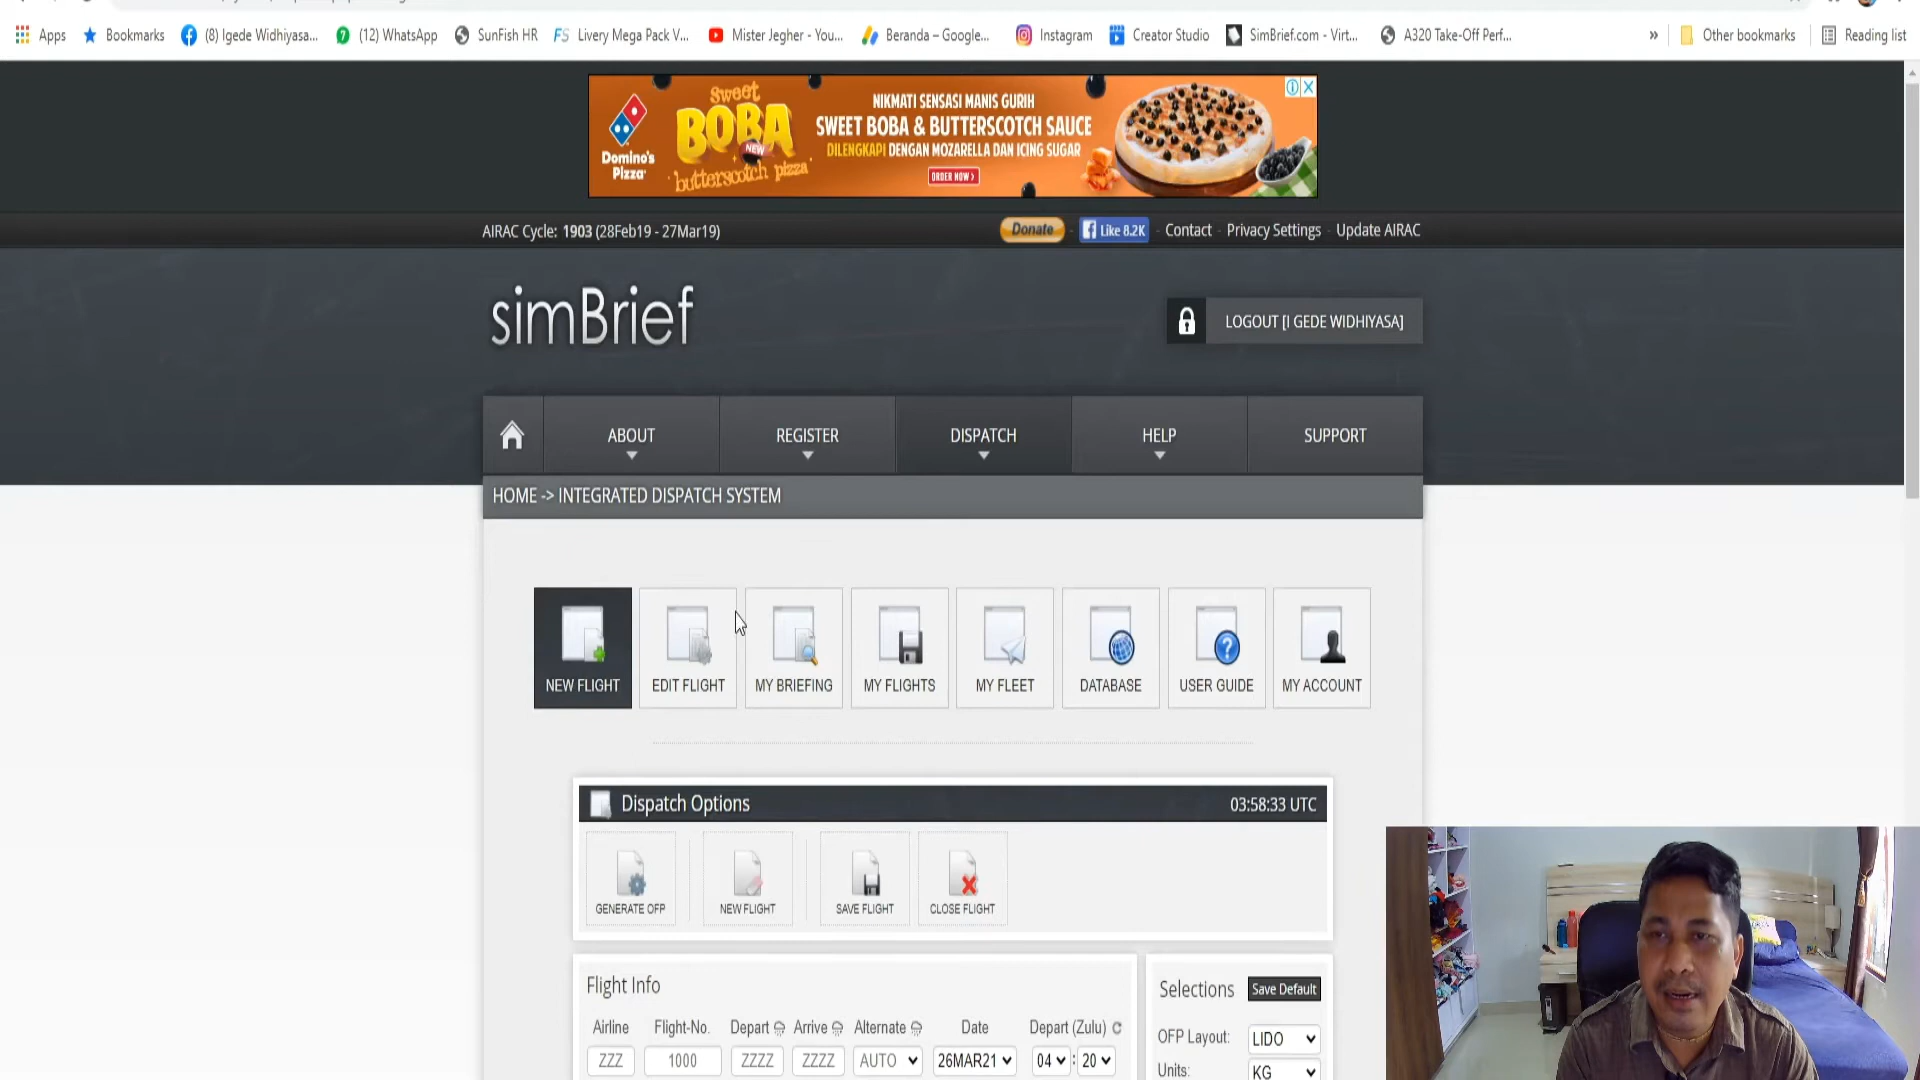 Apps Bookmarks (8) Igede Widhiyasa... (12) WhatsApp SunFish HR FS Livery Mega Pack V... Mister Jegher - You... Beranda – Google... Instagram Creator Studio SimBrief.com - Virt... A320 Take-Off Perf... » Other bookmarks Reading list
Domino's Pizza
sweet
BOBA
NEW
butterscotch pizza
NIKMATI SENSASI MANIS GURIH
SWEET BOBA & BUTTERSCOTCH SAUCE
DILENGKAPI DENGAN MOZARELLA DAN ICING SUGAR
ORDER NOW >
AIRAC Cycle: 1903 (28Feb19 - 27Mar19) Donate - Like 8.2K - Contact - Privacy Settings - Update AIRAC
simBrief
LOGOUT [I GEDE WIDHIYASA]
ABOUT REGISTER DISPATCH HELP SUPPORT
HOME -> INTEGRATED DISPATCH SYSTEM
NEW FLIGHT EDIT FLIGHT MY BRIEFING MY FLIGHTS MY FLEET DATABASE USER GUIDE MY ACCOUNT
Dispatch Options 03:58:33 UTC
GENERATE OFP NEW FLIGHT SAVE FLIGHT CLOSE FLIGHT
Flight Info
Airline Flight-No. Depart Arrive Alternate Date Depart (Zulu)
ZZZ 1000 ZZZZ ZZZZ AUTO 26MAR21 04 : 20
Selections Save Default
OFP Layout: LIDO
Units: KG